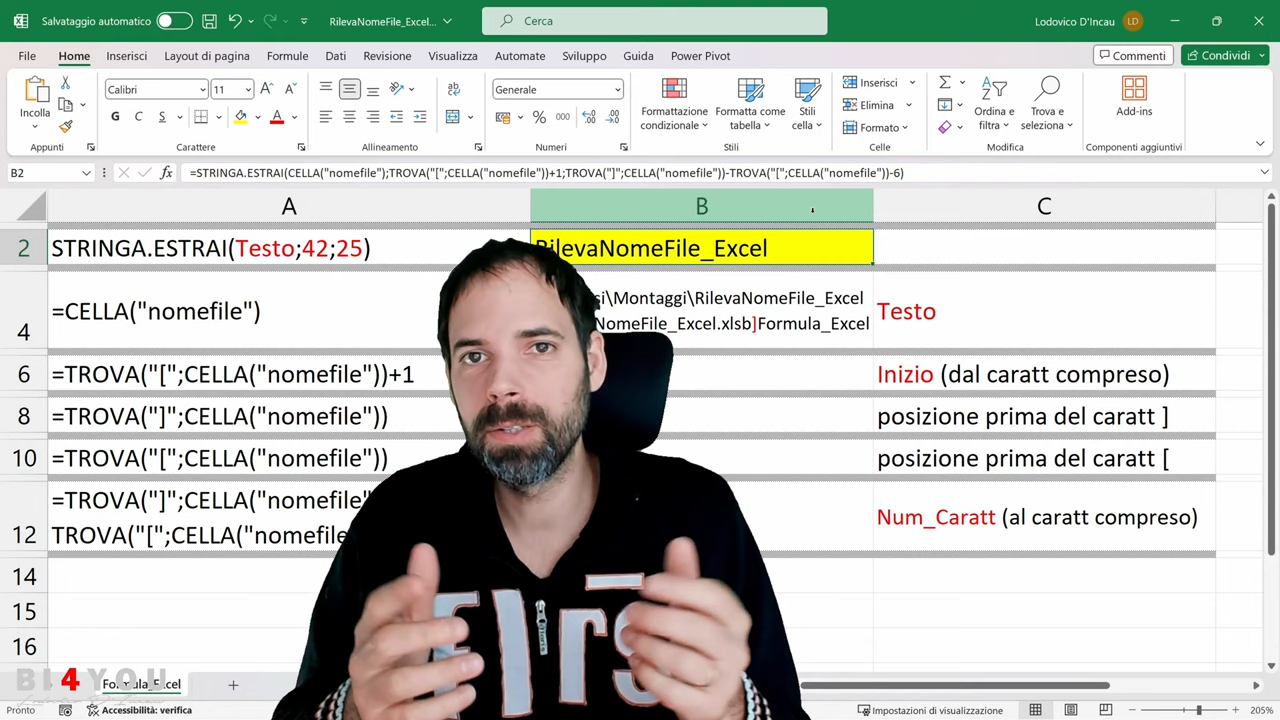 Salvataggio automatico
RilevaNomeFile_Excel...
Cerca
Lodovico D'Incau
LD
File Home Inserisci Layout di pagina Formule Dati Revisione Visualizza Automate Sviluppo Guida Power Pivot
Commenti
Condividi
Incolla
Calibri
11
G C S
Generale
% 000
Formattazione condizionale
Formatta come tabella
Stili cella
Inserisci
Elimina
Formato
Ordina e filtra
Trova e seleziona
Add-ins
Appunti
Carattere
Allineamento
Numeri
Stili
Celle
Modifica
Componenti aggiuntivi
B2
fx
=STRINGA.ESTRAI(CELLA("nomefile");TROVA("[";CELLA("nomefile"))+1;TROVA("]";CELLA("nomefile"))-TROVA("[";CELLA("nomefile"))-6)
A B C
2 STRINGA.ESTRAI(Testo;42;25) RilevaNomeFile_Excel
\Montaggi\RilevaNomeFile_Excel
4 =CELLA("nomefile") NomeFile_Excel.xlsb]Formula_Excel Testo
6 =TROVA("[";CELLA("nomefile"))+1 Inizio (dal caratt compreso)
8 =TROVA("]";CELLA("nomefile")) posizione prima del caratt ]
10 =TROVA("[";CELLA("nomefile")) posizione prima del caratt [
=TROVA("]";CELLA("nomefile
12 TROVA("[";CELLA("nomefile Num_Caratt (al caratt compreso)
14
15
16
BI4YOU
Formula_Excel
Pronto
Accessibilità: verifica
Impostazioni di visualizzazione
205%